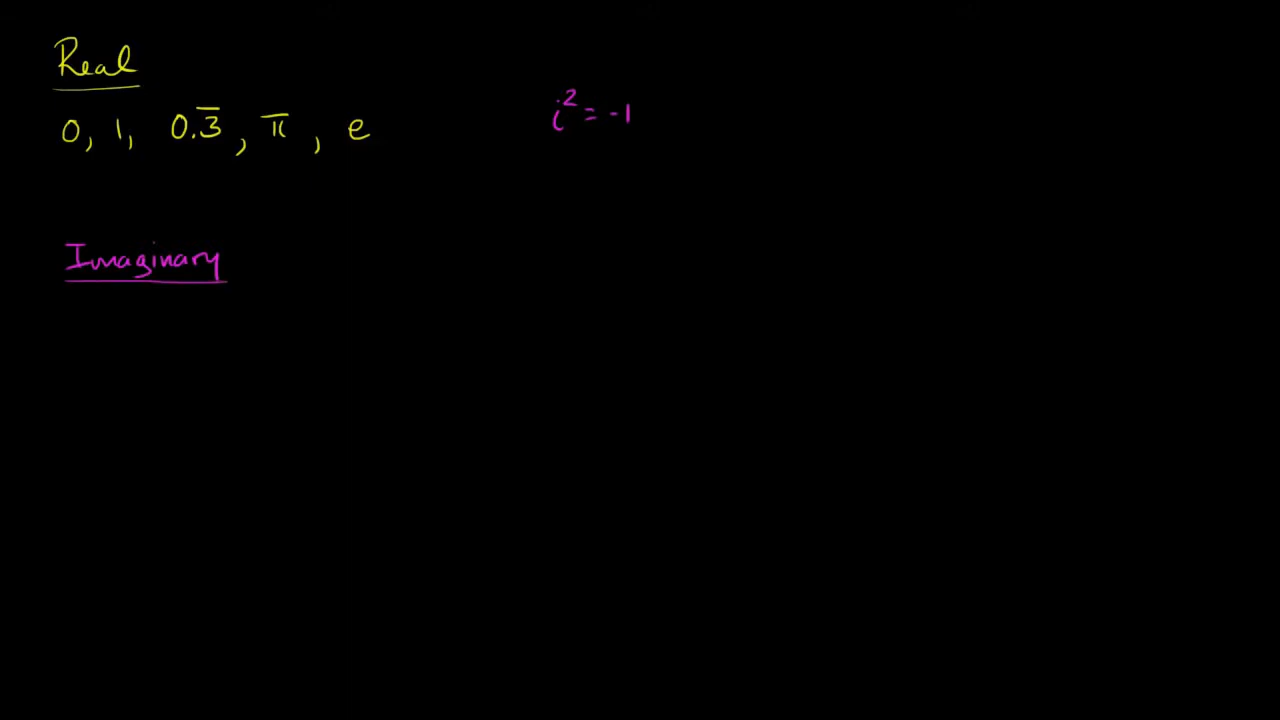 Real
0, 1, 0.3̅, π, e
i² = -1
Imaginary